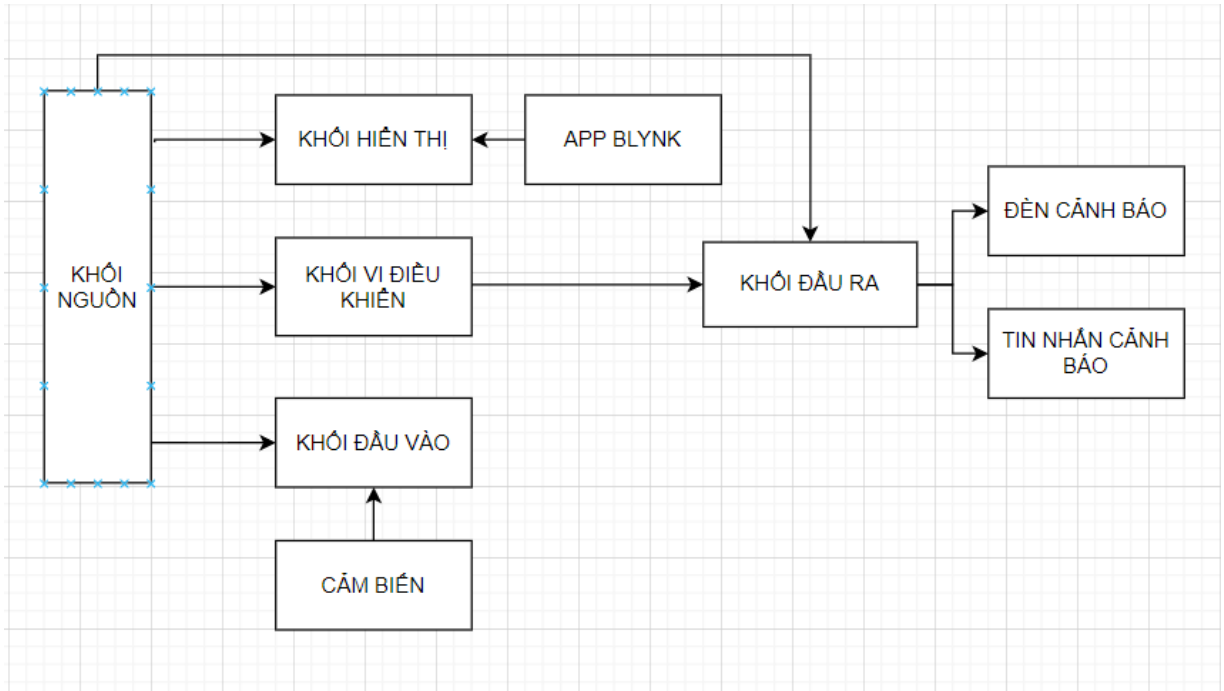 KHỐI HIỂN THỊ
APP BLYNK
ĐÈN CẢNH BÁO
KHỐI
NGUỒN
KHỐI VI ĐIỀU
KHIỂN
KHỐI ĐẦU RA
TIN NHẮN CẢNH
BÁO
KHỐI ĐẦU VÀO
CẢM BIẾN